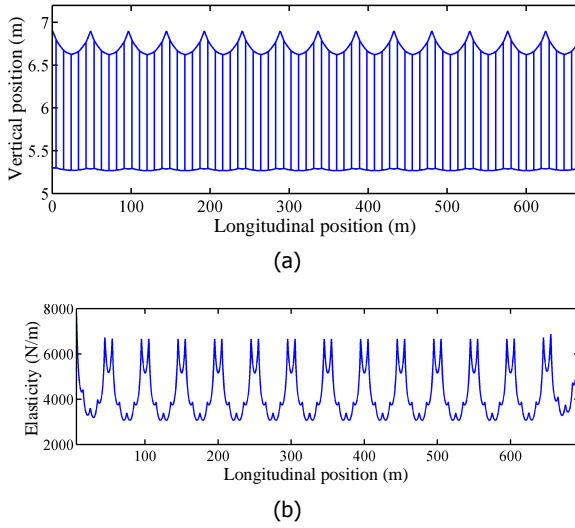 7
6.5
6
5.5
5
Vertical position (m)
0 100 200 300 400 500 600
Longitudinal position (m)
(a)
8000
6000
4000
2000
Elasticity (N/m)
100 200 300 400 500 600
Longitudinal position (m)
(b)